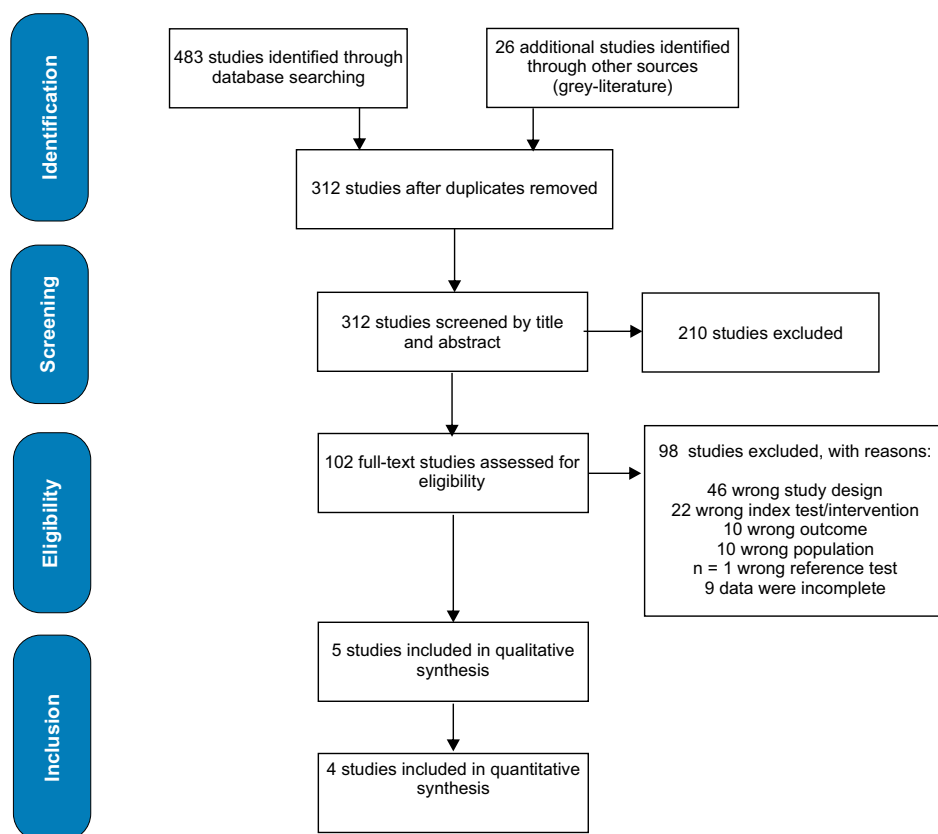 Identification
483 studies identified through
database searching
26 additional studies identified
through other sources
(grey-literature)
312 studies after duplicates removed
Screening
312 studies screened by title
and abstract
210 studies excluded
Eligibility
102 full-text studies assessed for
eligibility
98 studies excluded, with reasons:
46 wrong study design
22 wrong index test/intervention
10 wrong outcome
10 wrong population
n = 1 wrong reference test
9 data were incomplete
Inclusion
5 studies included in qualitative
synthesis
4 studies included in quantitative
synthesis